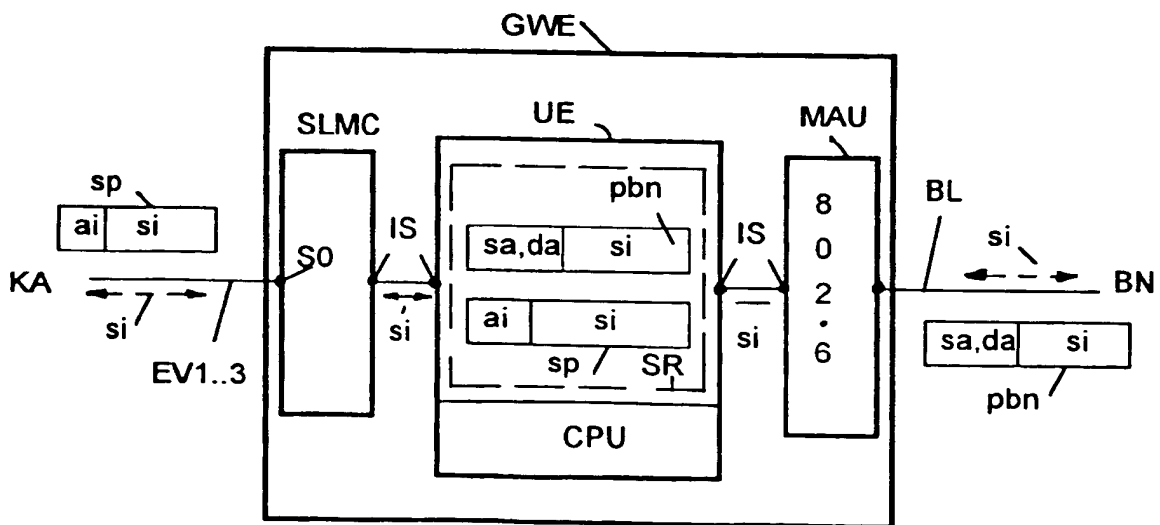 GWE
SLMC
UE
MAU
sp
ai si
S0
IS
pbn
sa,da si
ai si
sp
SR
CPU
IS
8
0
2
.
6
BL
si
KA
si
EV1..3
si
si
BN
sa,da si
pbn